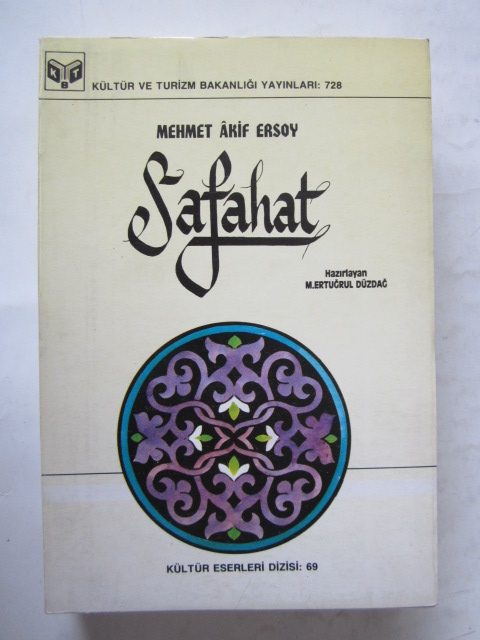 K T
B
KÜLTÜR VE TURİZM BAKANLIĞI YAYINLARI: 728
MEHMET ÂKİF ERSOY
Safahat
Hazırlayan
M.ERTUĞRUL DÜZDAĞ
KÜLTÜR ESERLERİ DİZİSİ: 69